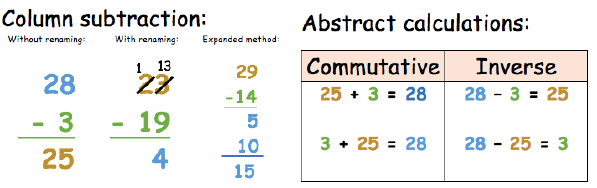 Column subtraction:
Without renaming:
28
- 3
25
With renaming:
1 13
23
- 19
4
Expanded method:
29
-14
5
10
15
Abstract calculations:
Commutative
Inverse
25 + 3 = 28
28 - 3 = 25
3 + 25 = 28
28 - 25 = 3